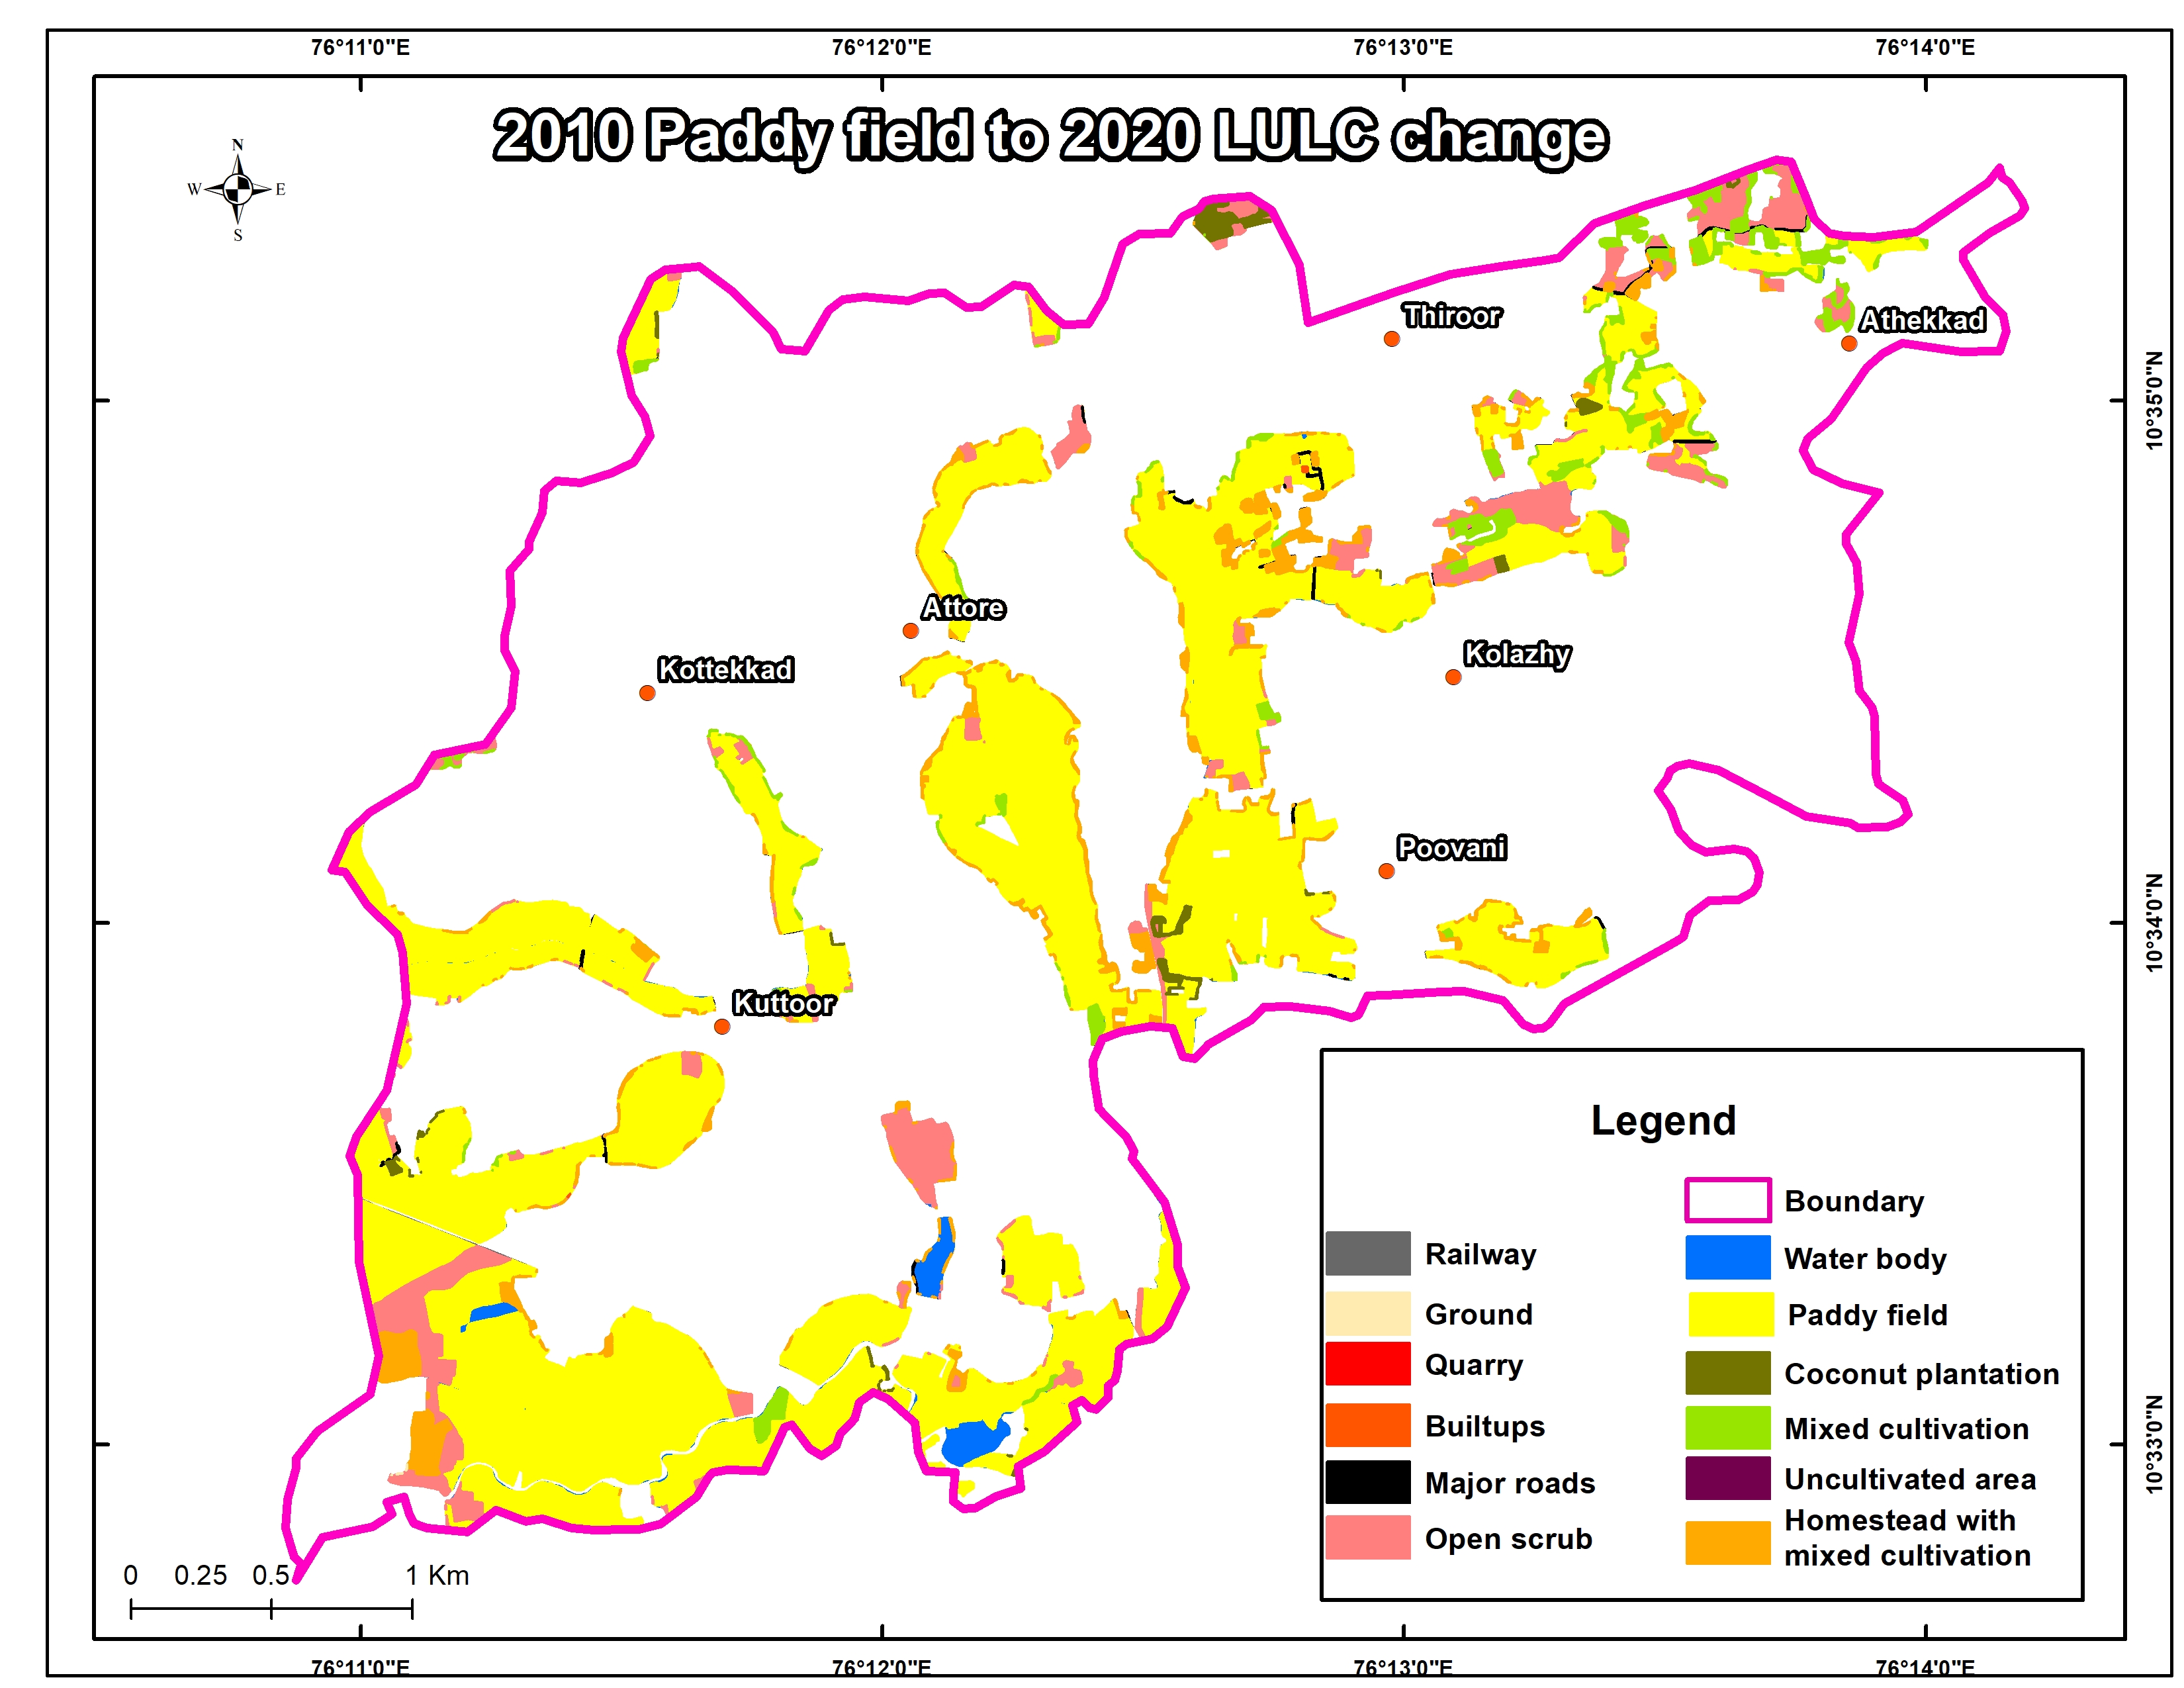 76°11'0"E 76°12'0"E 76°13'0"E 76°14'0"E
2010 Paddy field to 2020 LULC change
N
W E
S
Thiroor
Athekkad
10°35'0"N
Attore
Kolazhy
Kottekkad
Poovani
10°34'0"N
Kuttoor
Legend
Boundary
Railway
Water body
Ground
Paddy field
Quarry
Coconut plantation
Builtups
Mixed cultivation
Major roads
Uncultivated area
Open scrub
Homestead with
mixed cultivation
10°33'0"N
0 0.25 0.5 1 Km
76°11'0"E 76°12'0"E 76°13'0"E 76°14'0"E